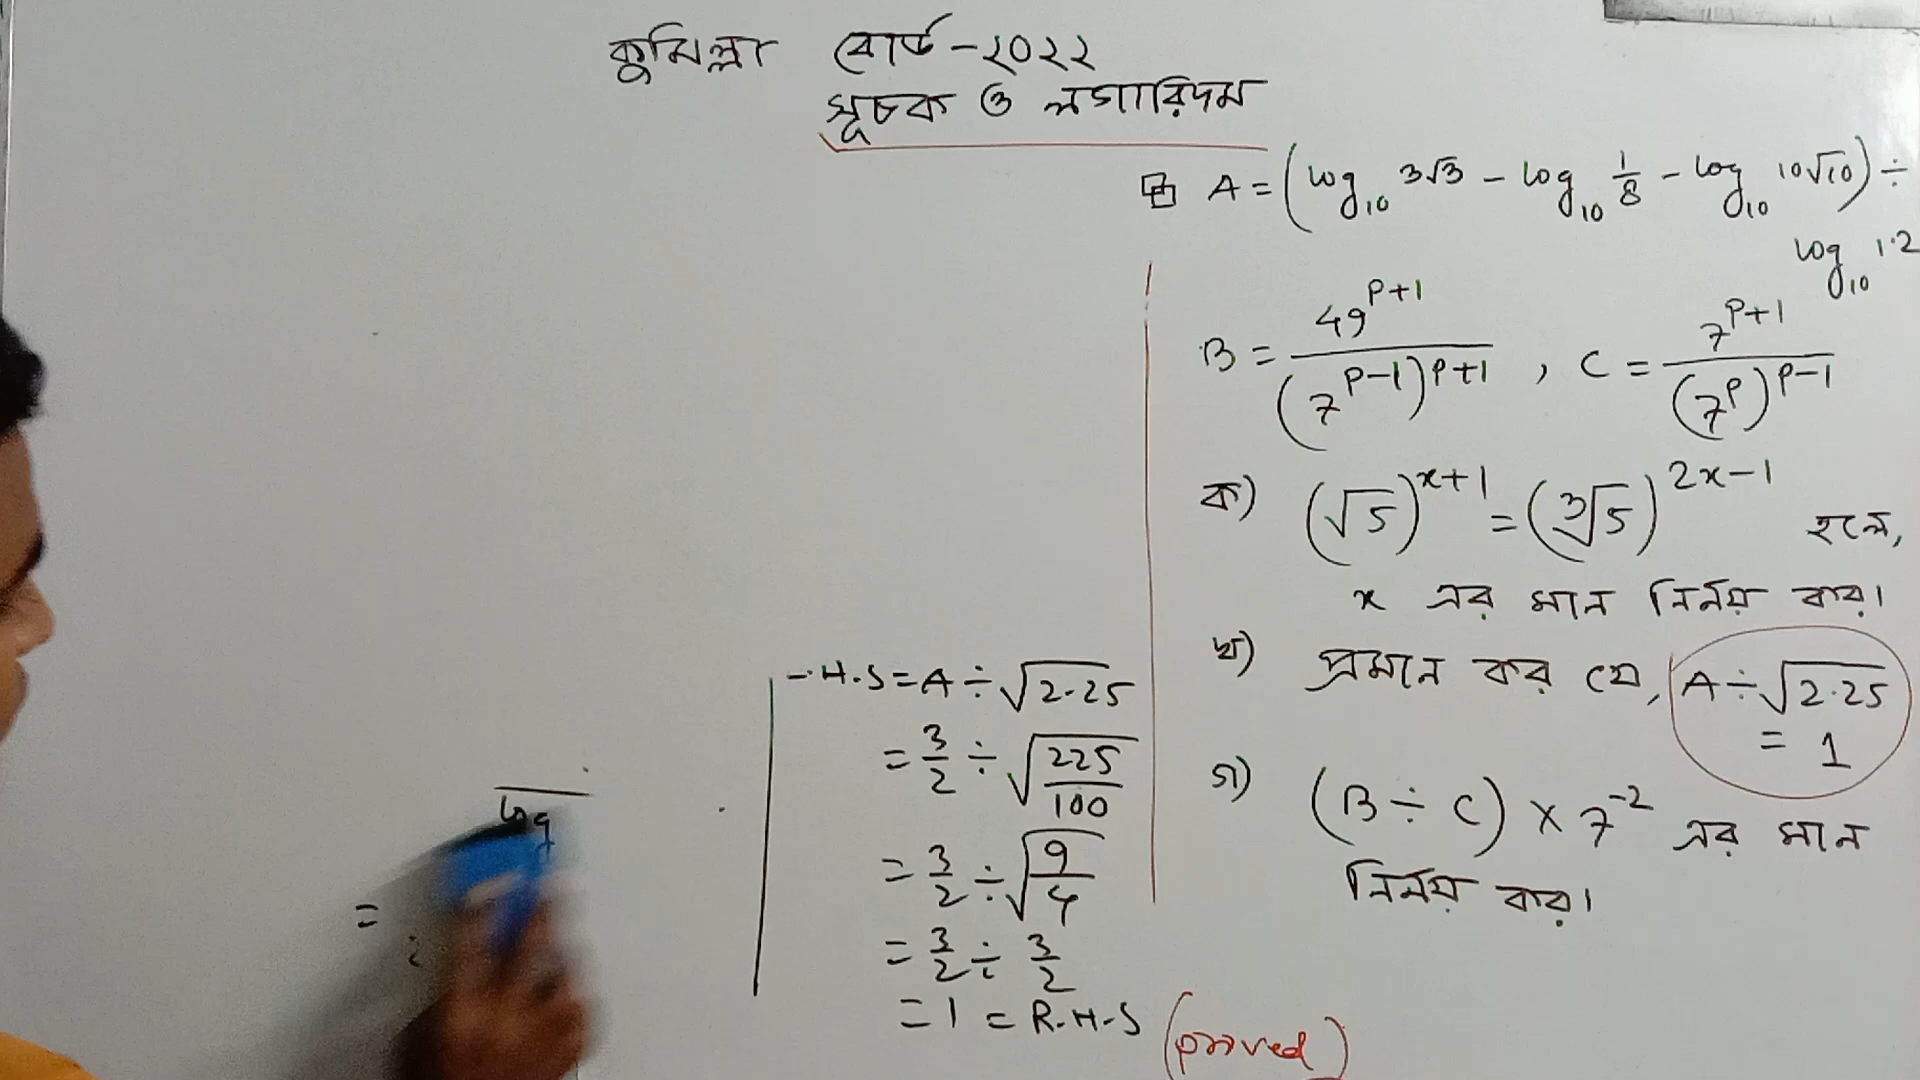 কুমিল্লা বোর্ড-২০২২
সূচক ও লগারিদম
A = (log₁₀ 3√3 - log₁₀ 1/8 - log₁₀ 10√10) ÷
log₁₀ 1.2
B = 49^(P+1) / (7^(P-1))^(P+1) , C = 7^(P+1) / (7^P)^(P-1)
ক) (√5)^(x+1) = (∛5)^(2x-1) হলে,
x এর মান নির্নয় কর।
খ) প্রমান কর যে, A ÷ √2.25
= 1
গ) (B ÷ C) × 7^-2 এর মান
নির্নয় কর।
.H.S = A ÷ √2.25
= 3/2 ÷ √(225/100)
= 3/2 ÷ √(9/4)
= 3/2 ÷ 3/2
= 1 = R.H.S (proved)
log
=